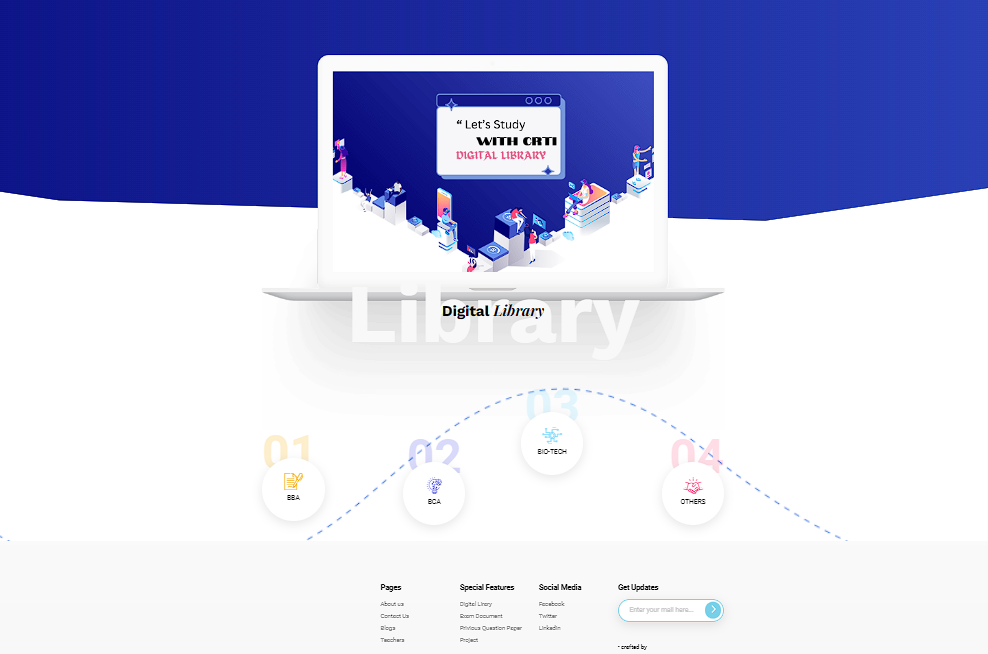 “ Let's Study
WITH CRTI
DIGITAL LIBRARY
Library
Digital Library
01
BBA
02
BCA
03
BIO-TECH
04
OTHERS
Pages
About us
Contact Us
Blogs
Teachers
Special Features
Digital Lirary
Exam Document
Privious Question Paper
Project
Social Media
Facebook
Twitter
Linkedin
Get Updates
Enter your mail here...
- crafted by